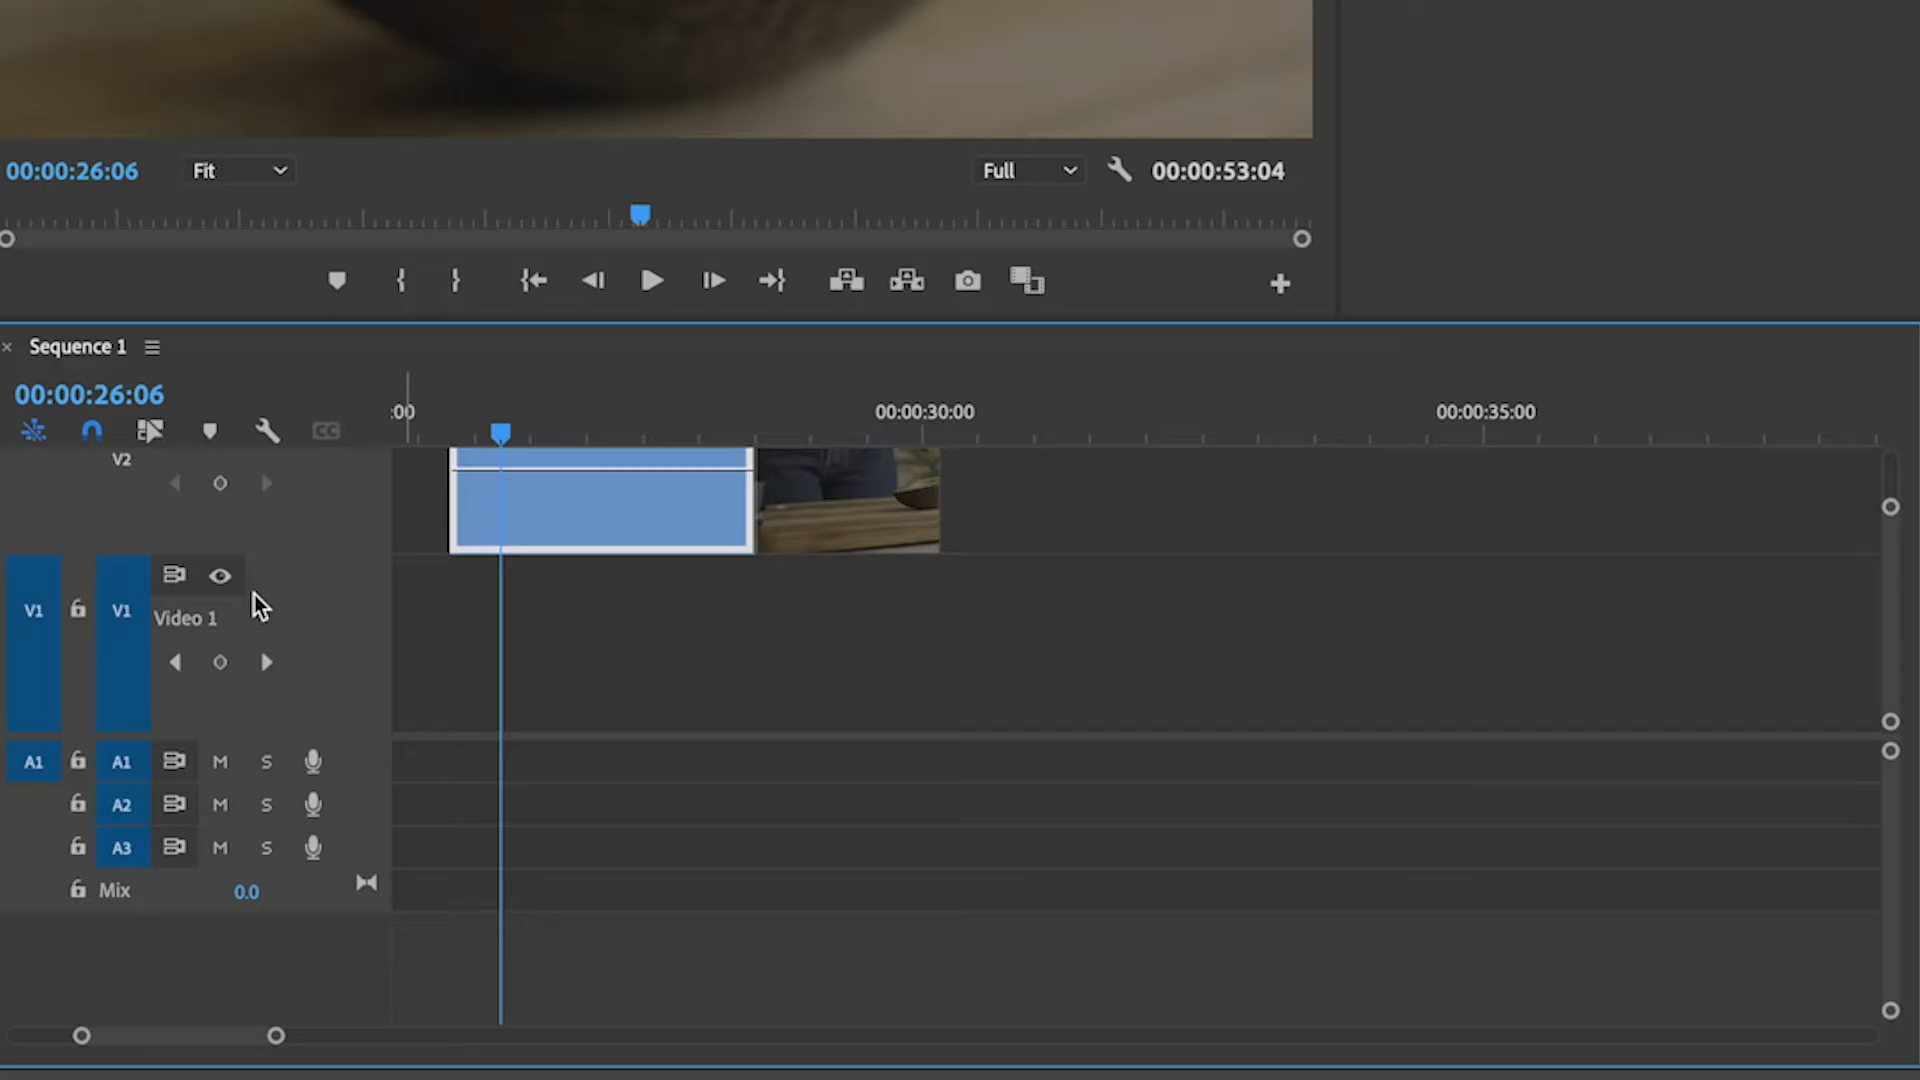 00:00:26:06 Fit Full 00:00:53:04
Sequence 1
00:00:26:06
:00 00:00:30:00 00:00:35:00
CC
V2
V1 V1
Video 1
A1 A1 M S
A2 M S
A3 M S
Mix 0.0